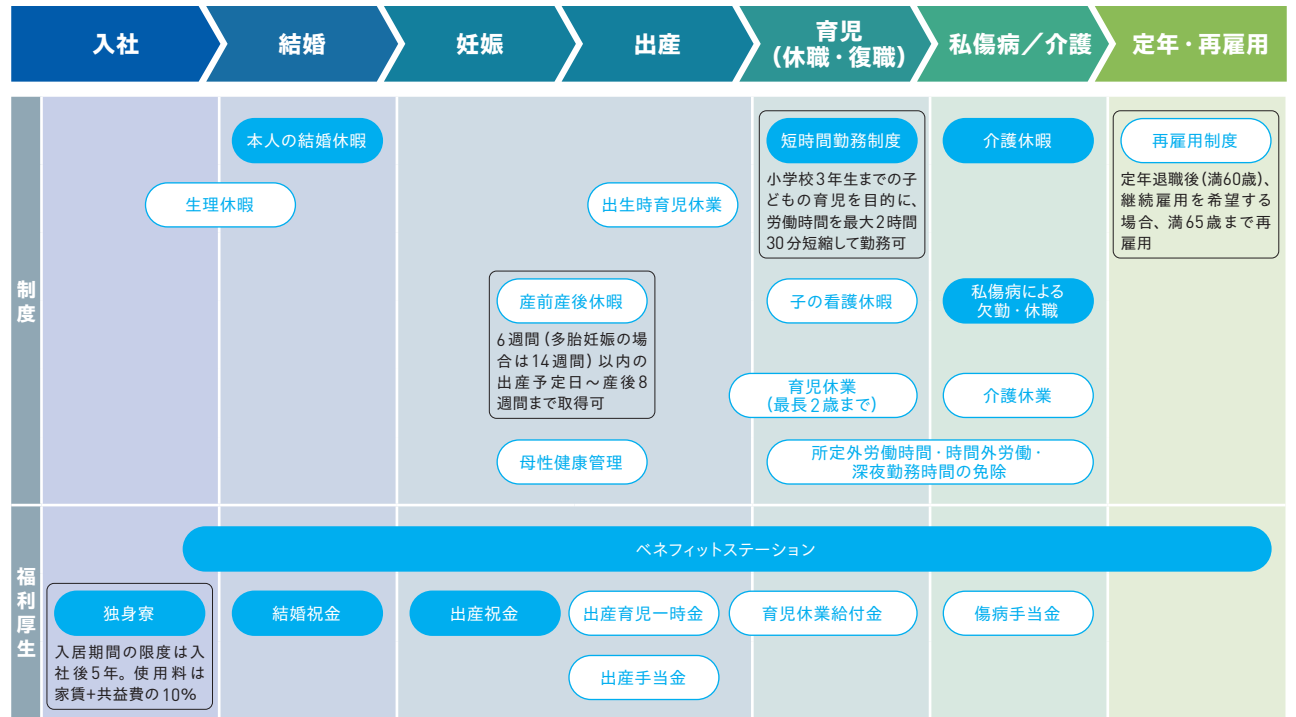 入社
結婚
妊娠
出産
育児
(休職・復職)
私傷病／介護
定年・再雇用
制度
本人の結婚休暇
短時間勤務制度
小学校3年生までの子
どもの育児を目的に、
労働時間を最大2時間
30分短縮して勤務可
介護休暇
再雇用制度
定年退職後(満60歳)、
継続雇用を希望する
場合、満65歳まで再
雇用
生理休暇
出生時育児休業
産前産後休暇
6週間(多胎妊娠の場
合は14週間)以内の
出産予定日～産後8
週間まで取得可
子の看護休暇
私傷病による
欠勤・休職
育児休業
(最長2歳まで)
介護休業
母性健康管理
所定外労働時間・時間外労働・
深夜勤務時間の免除
福利厚生
ベネフィットステーション
独身寮
入居期間の限度は入
社後5年。使用料は
家賃+共益費の10%
結婚祝金
出産祝金
出産育児一時金
育児休業給付金
傷病手当金
出産手当金